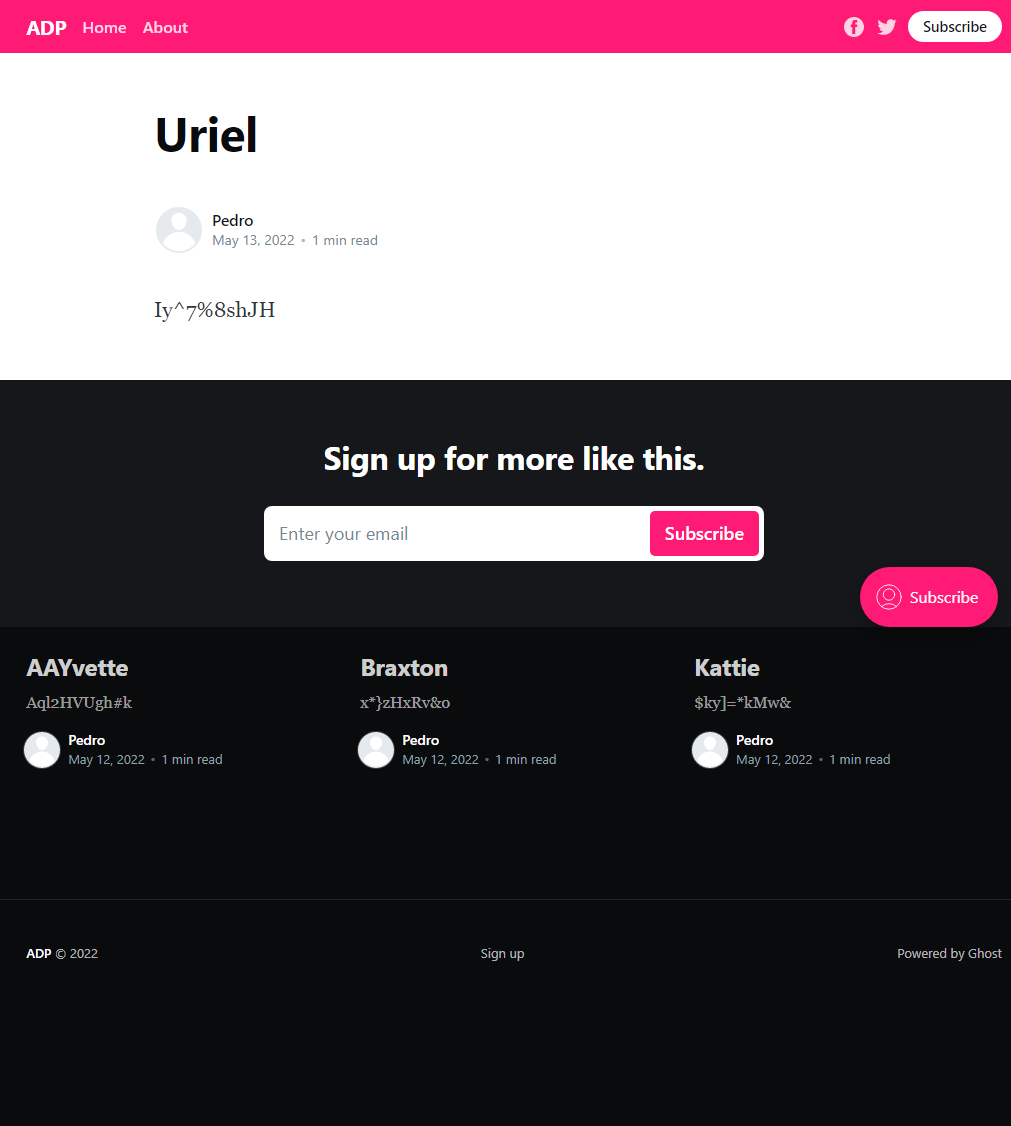 ADP Home About Subscribe
Uriel
Pedro
May 13, 2022 • 1 min read
Iy^7%8shJH
Sign up for more like this.
Enter your email Subscribe
Subscribe
AAYvette Braxton Kattie
Aql2HVUgh#k x*}zHxRv&0 $ky]=*kMw&
Pedro Pedro Pedro
May 12, 2022 • 1 min read May 12, 2022 • 1 min read May 12, 2022 • 1 min read
ADP © 2022 Sign up Powered by Ghost